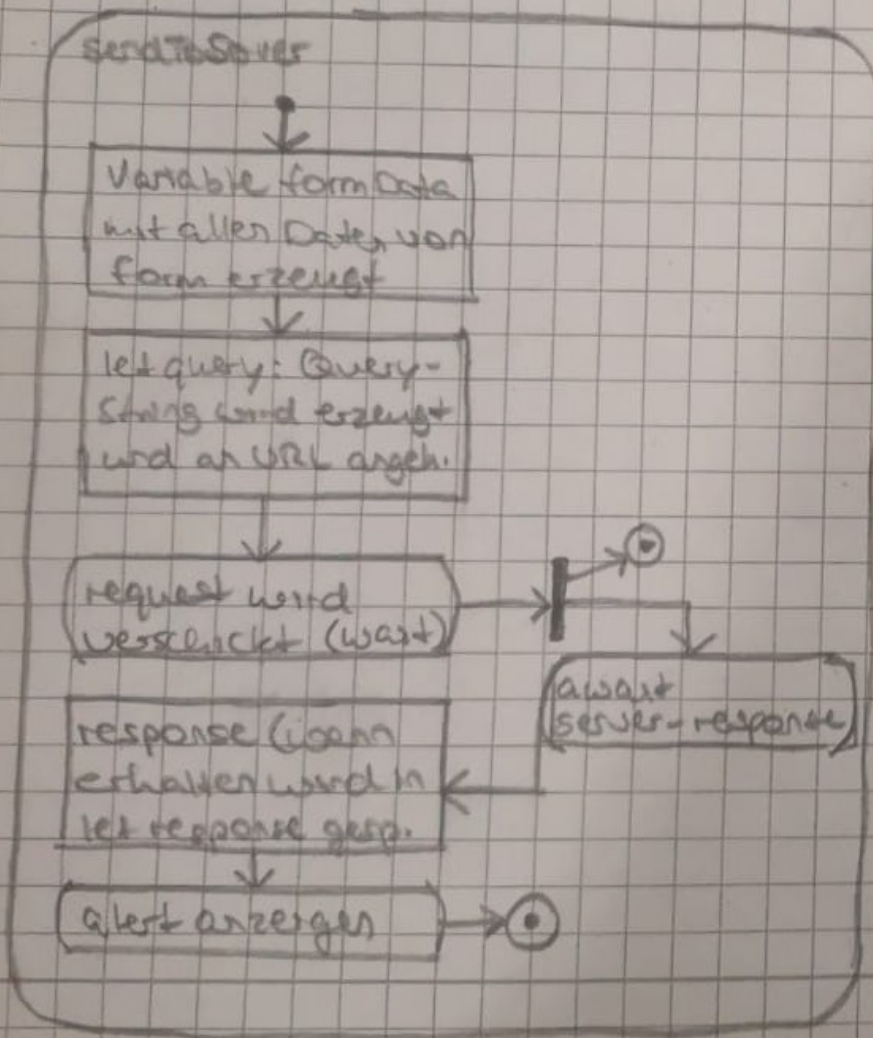 sendToServer
Variable formData
mit allen Daten von
form erzeugt
let query: Query-
String wird erzeugt
und an URL angeh.
request wird
verschickt (wait)
await
server-response
response (wenn
erhalten wird in
let response gesp.
alert anzeigen